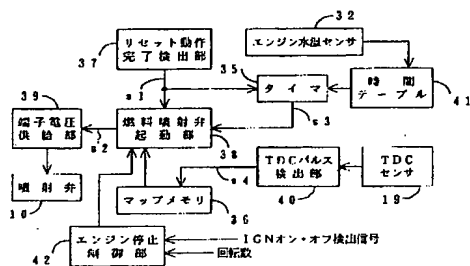 32
リセット動作
完了検出部
37
エンジン水温センサ
35
s1
タイマ
時間
テーブル
41
39
端子電圧
供給部
燃料噴射弁
起動部
s2
s3
38
TDCパルス
検出部
TDC
センサ
s4
噴射弁
10
マップメモリ
36
40
19
エンジン停止
制御部
42
IGNオン・オフ検出信号
回転数